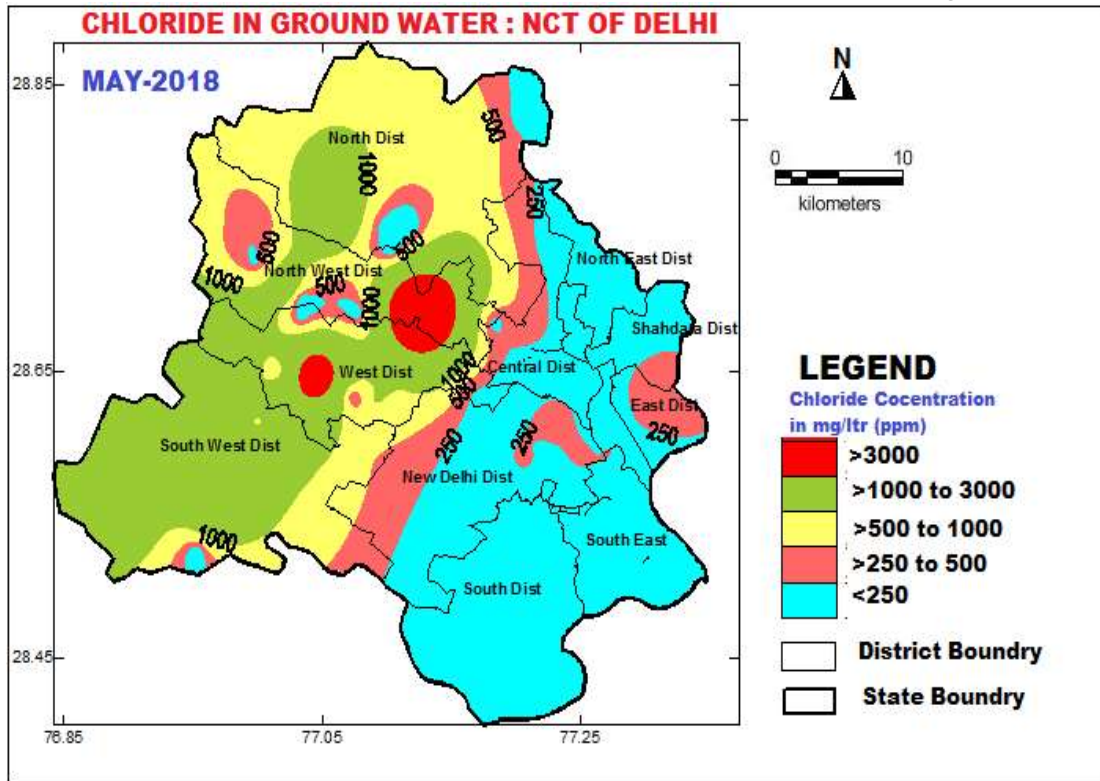 CHLORIDE IN GROUND WATER : NCT OF DELHI
MAY-2018
N
0 10
kilometers
28.85
28.65
28.45
76.85 77.05 77.25
North Dist
North West Dist
North East Dist
Shahdara Dist
Central Dist
West Dist
East Dist
South West Dist
New Delhi Dist
South East
South Dist
500
1000
250
500
500
1000
500
1000
1000
500
250
250
250
1000
LEGEND
Chloride Cocentration
in mg/ltr (ppm)
>3000
>1000 to 3000
>500 to 1000
>250 to 500
<250
District Boundry
State Boundry